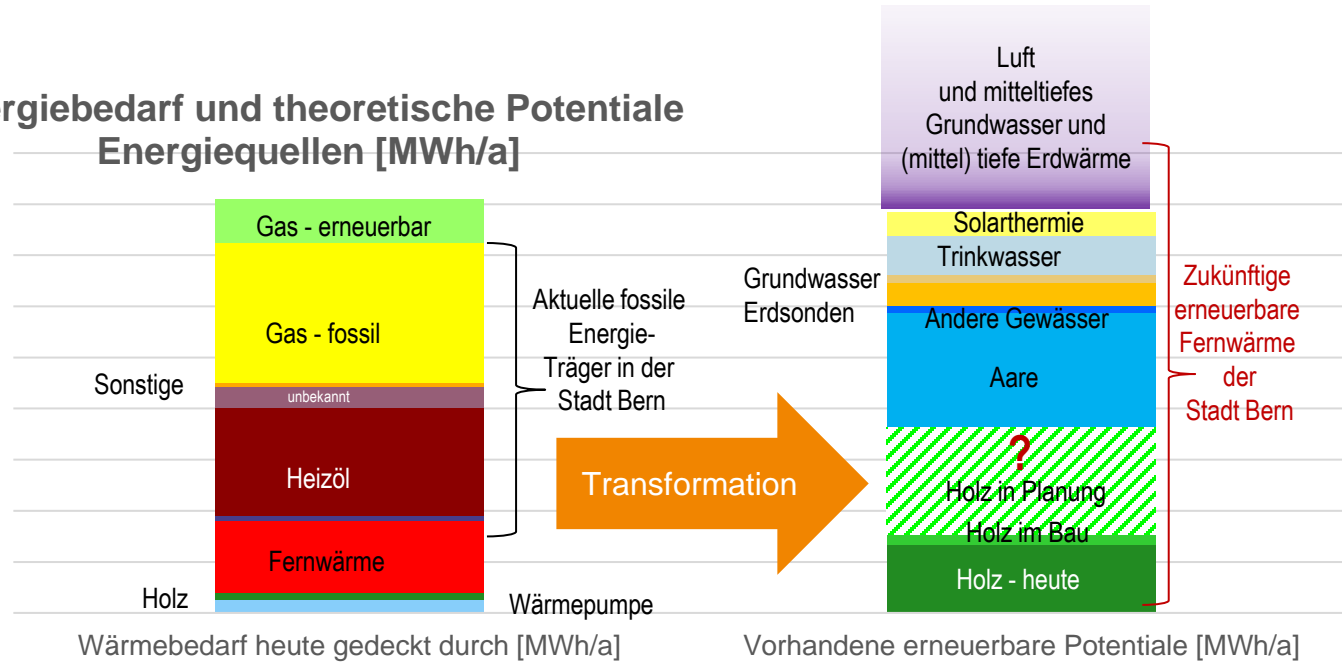 ergiebedarf und theoretische Potentiale
Energiequellen [MWh/a]
Gas - erneuerbar
Gas - fossil
Sonstige
unbekannt
Heizöl
Fernwärme
Holz
Wärmepumpe
Aktuelle fossile
Energie-
Träger in der
Stadt Bern
Transformation
Luft
und mitteltiefes
Grundwasser und
(mittel) tiefe Erdwärme
Solarthermie
Trinkwasser
Grundwasser
Erdsonden
Andere Gewässer
Aare
?
Holz in Planung
Holz im Bau
Holz - heute
Zukünftige
erneuerbare
Fernwärme
der
Stadt Bern
Wärmebedarf heute gedeckt durch [MWh/a]
Vorhandene erneuerbare Potentiale [MWh/a]